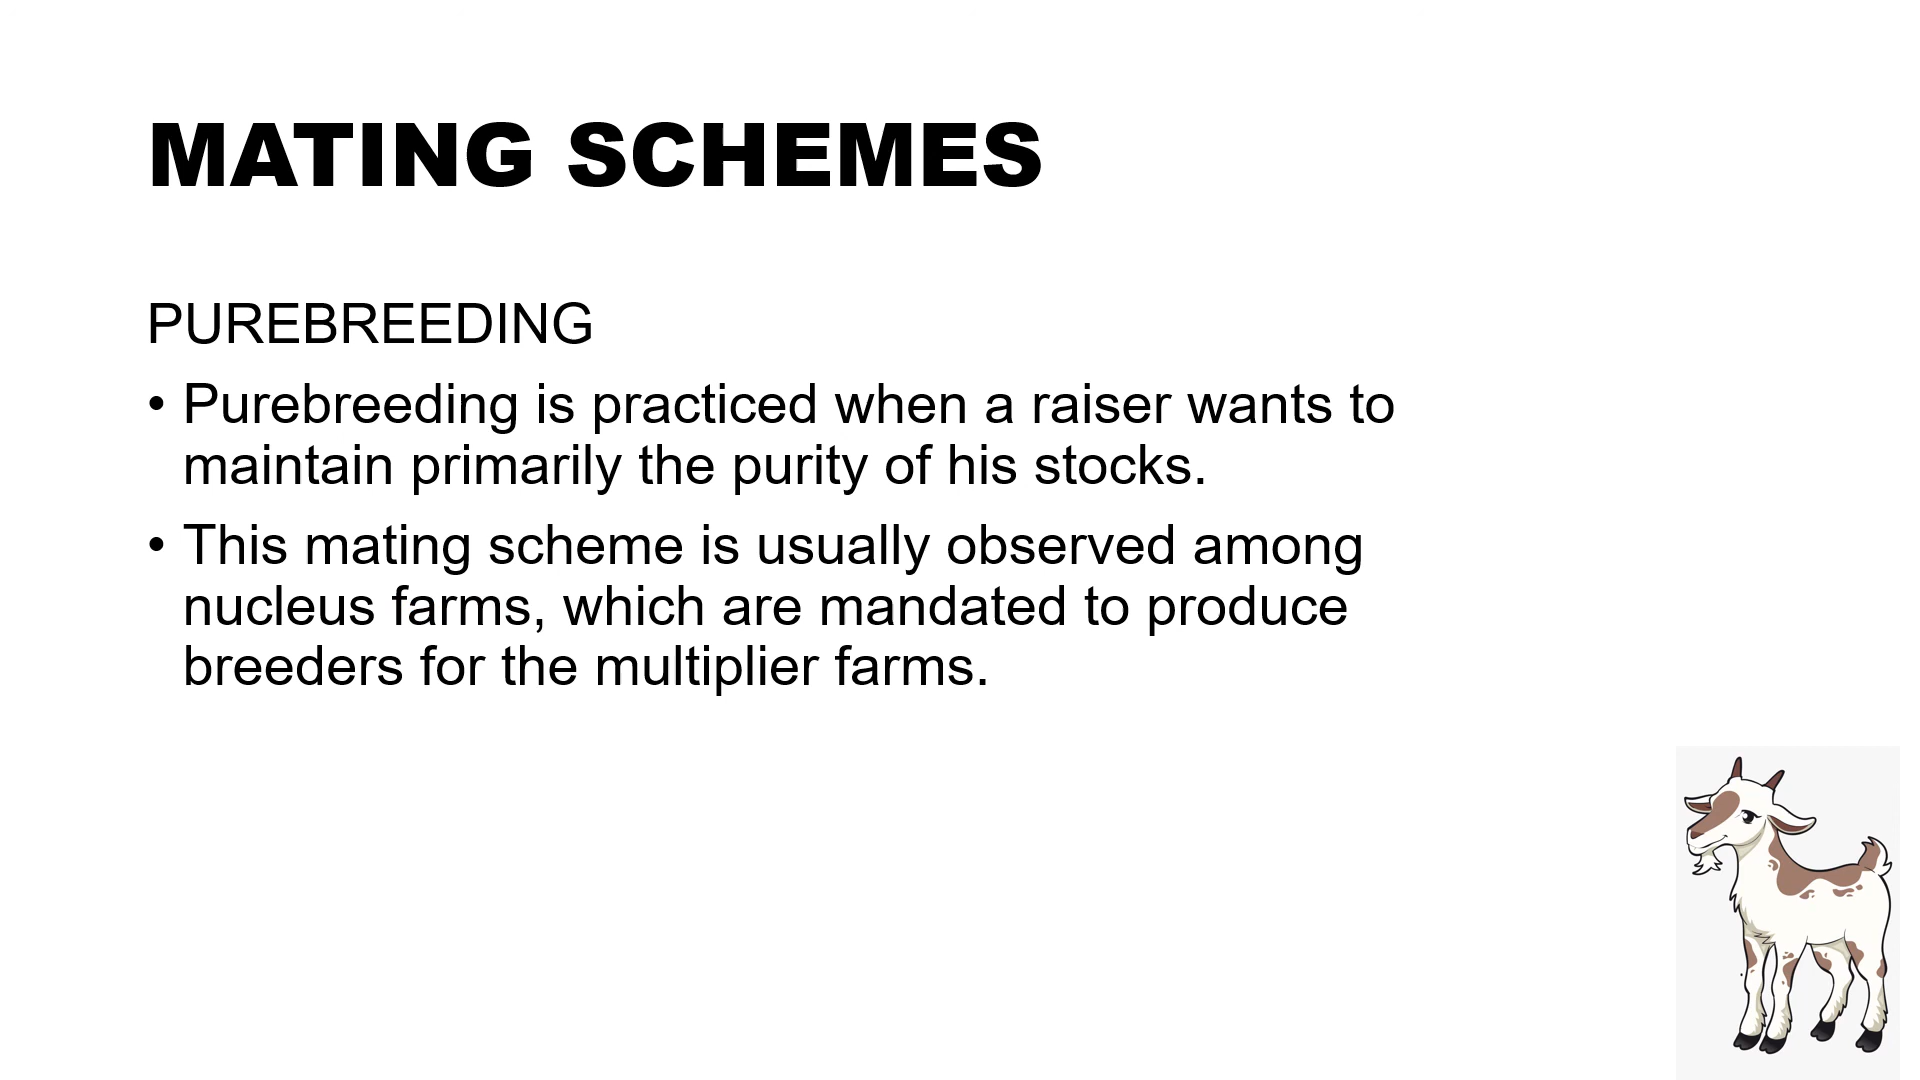 MATING SCHEMES
PUREBREEDING
• Purebreeding is practiced when a raiser wants to
maintain primarily the purity of his stocks.
• This mating scheme is usually observed among
nucleus farms, which are mandated to produce
breeders for the multiplier farms.